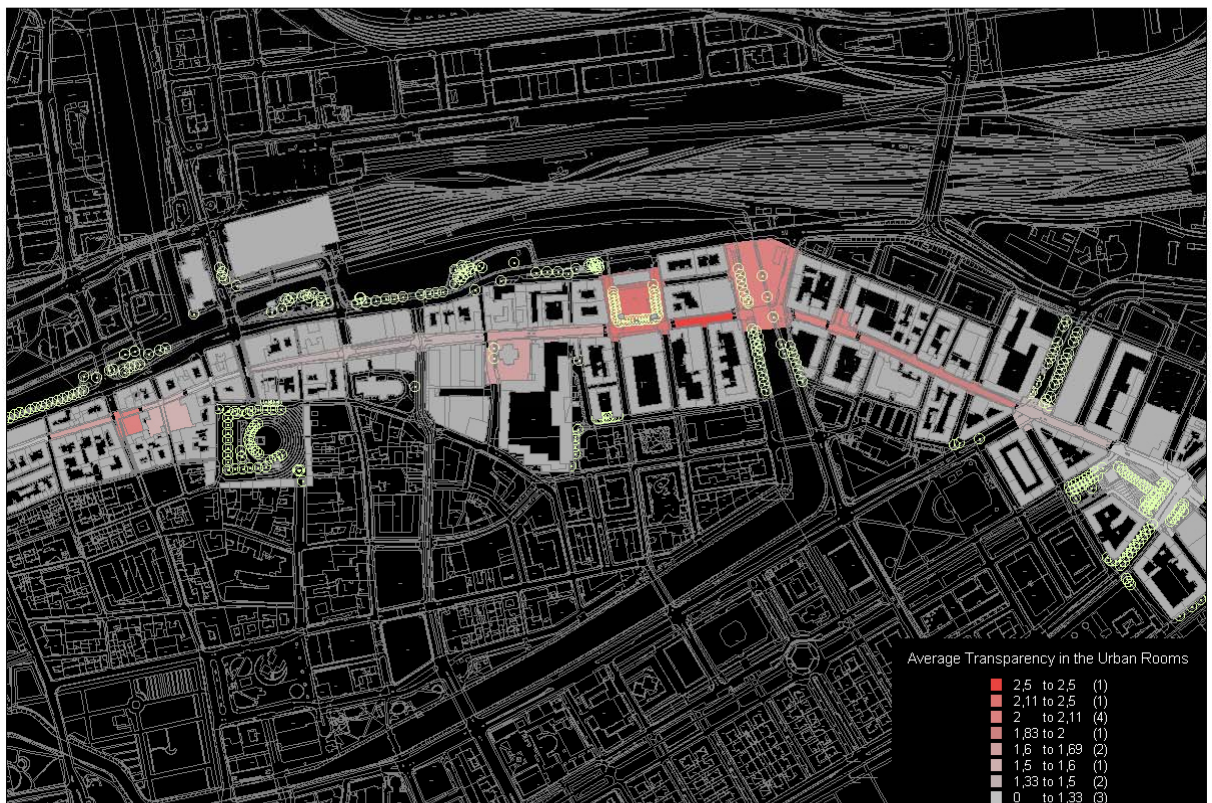 Average Transparency in the Urban Rooms
2,5 to 2,5 (1)
2,11 to 2,5 (1)
2 to 2,11 (4)
1,83 to 2 (1)
1,6 to 1,69 (2)
1,5 to 1,6 (1)
1,33 to 1,5 (2)
0 to 1,33 (3)